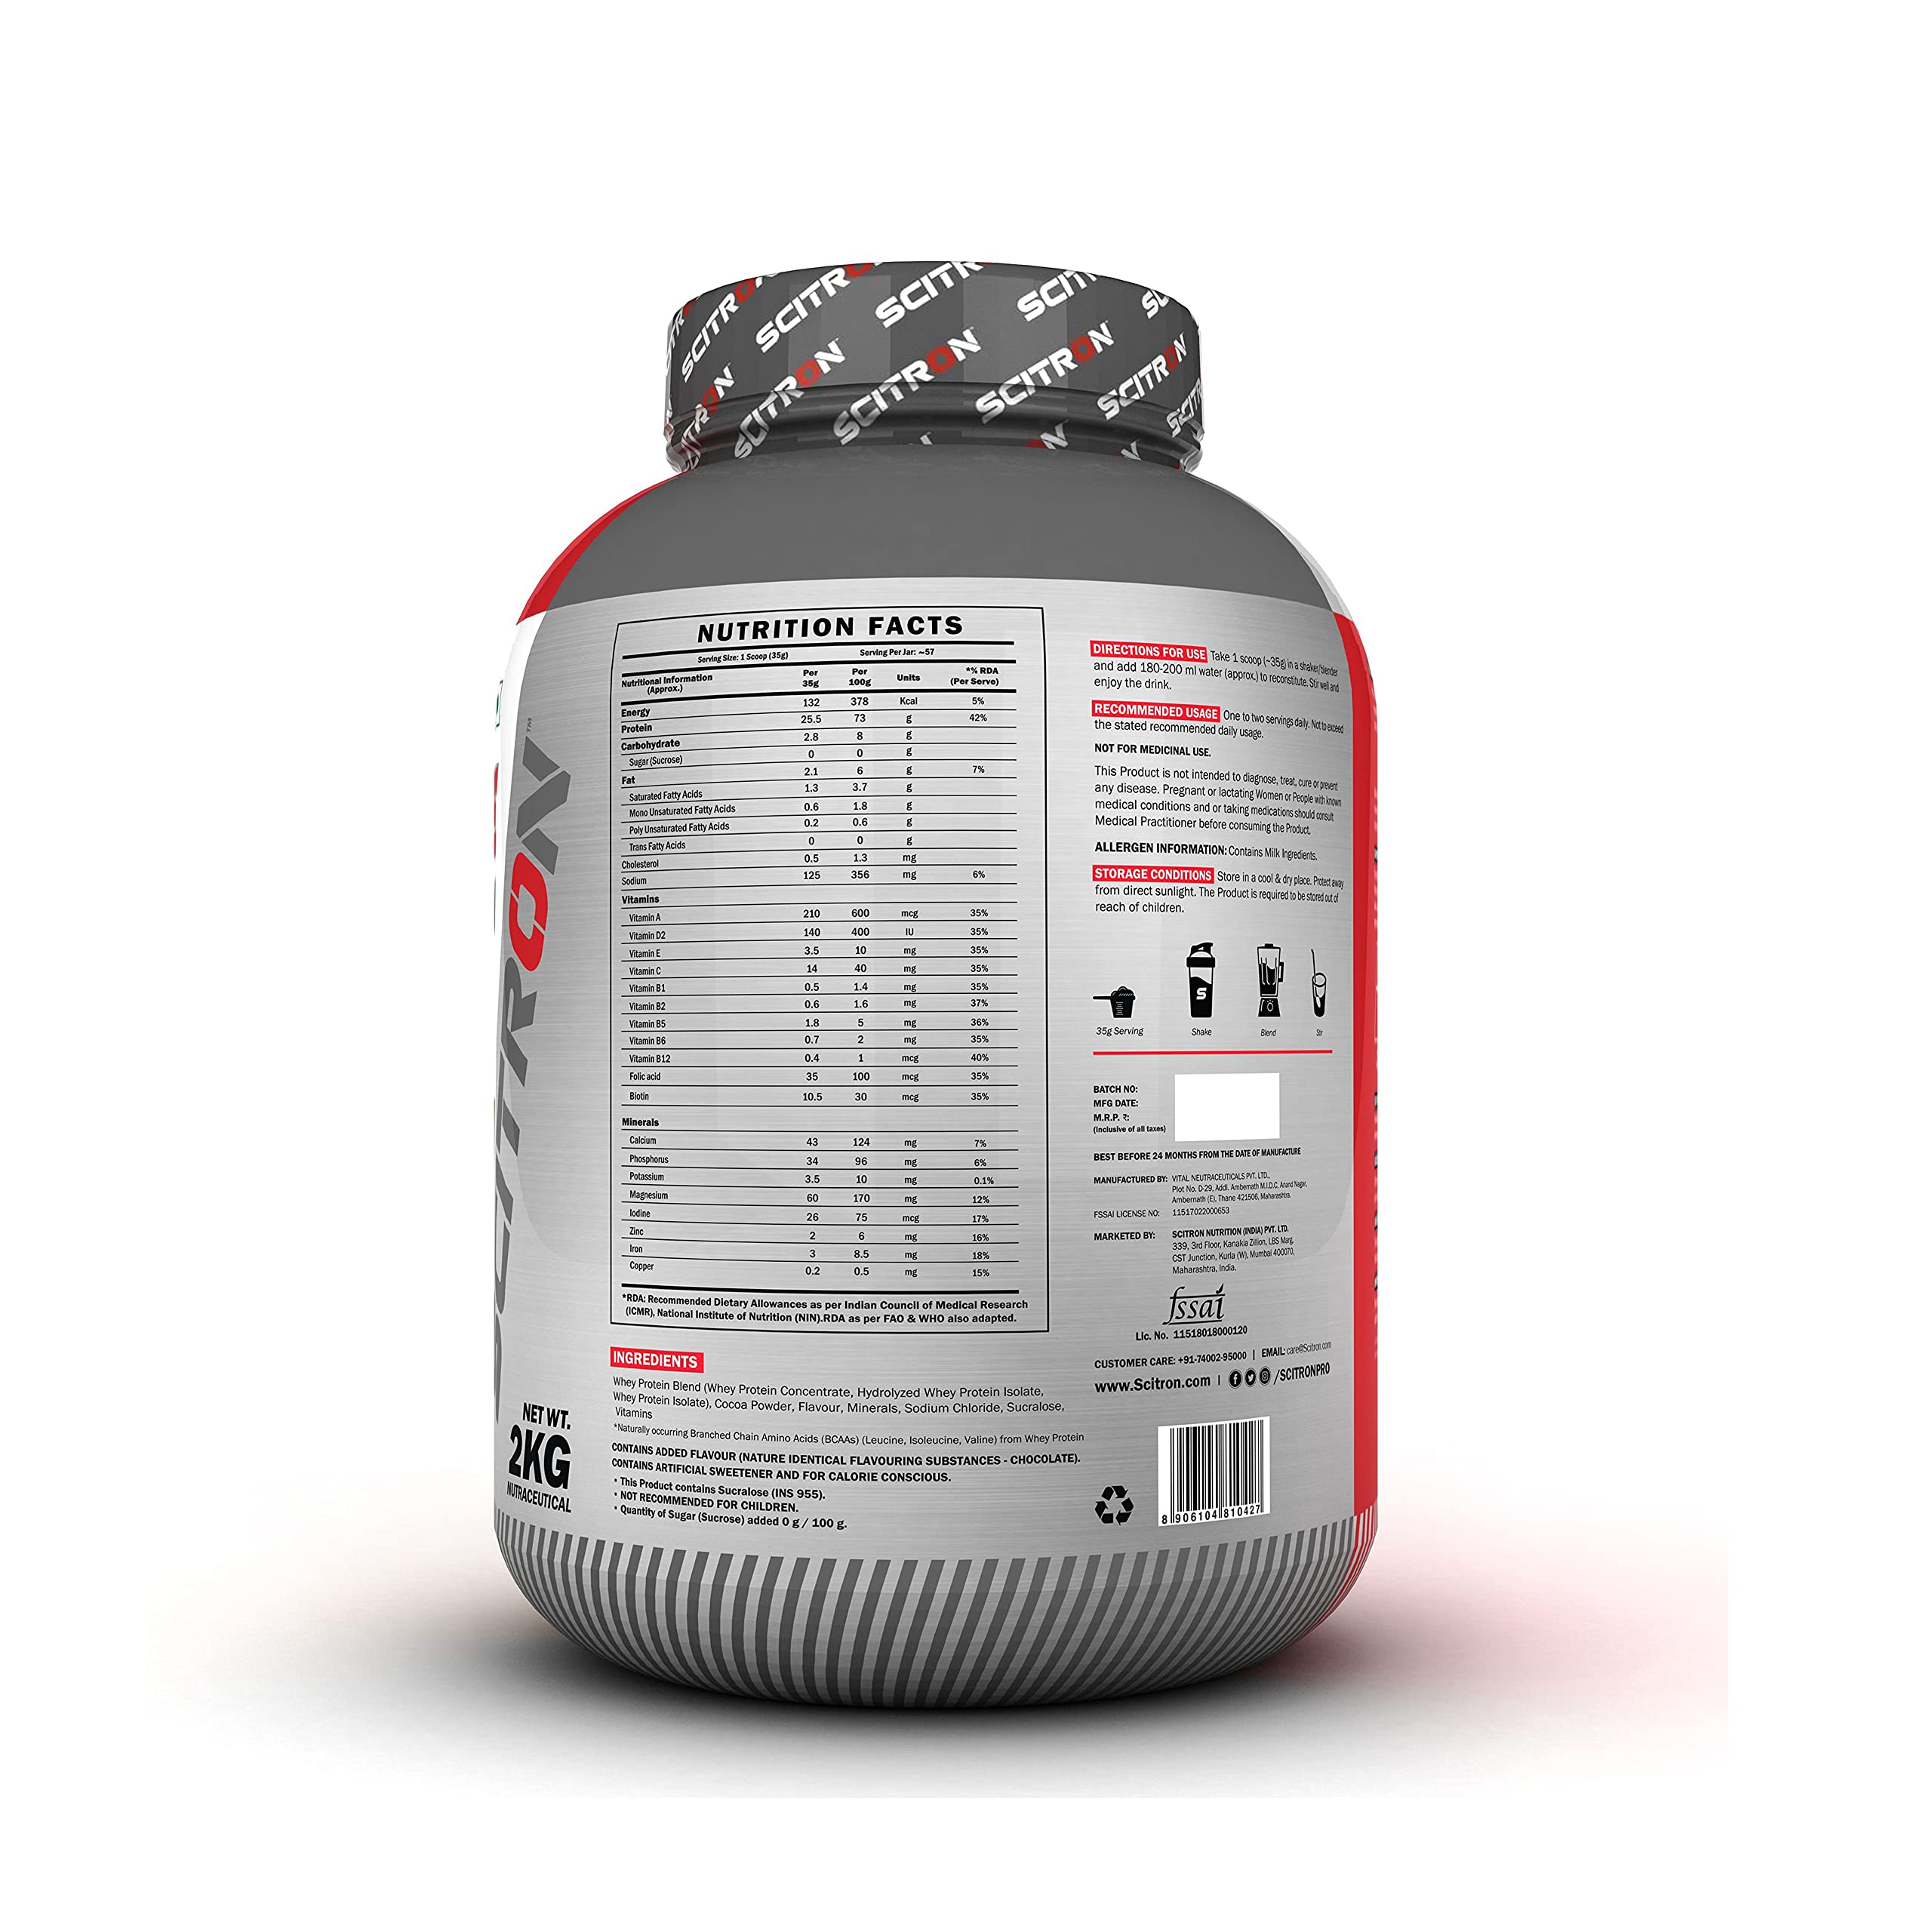 SCITRON
SCITRON
SCITRON
SCITRON
SCITRON
SCITRON
SCITRON
SCITRON™
NET WT.
2KG
NUTRACEUTICAL
NUTRITION FACTS
Serving Size: 1 Scoop (35g) Serving Per Jar: ~57
Nutritional Information (Approx.) Per 35g Per 100g Units *% RDA (Per Serve)
Energy 132 378 Kcal 5%
Protein 25.5 73 g 42%
Carbohydrate 2.8 8 g
Sugar (Sucrose) 0 0 g
Fat 2.1 6 g 7%
Saturated Fatty Acids 1.3 3.7 g
Mono Unsaturated Fatty Acids 0.6 1.8 g
Poly Unsaturated Fatty Acids 0.2 0.6 g
Trans Fatty Acids 0 0 g
Cholesterol 0.5 1.3 mg
Sodium 125 356 mg 6%
Vitamins
Vitamin A 210 600 mcg 35%
Vitamin D2 140 400 IU 35%
Vitamin E 3.5 10 mg 35%
Vitamin C 14 40 mg 35%
Vitamin B1 0.5 1.4 mg 35%
Vitamin B2 0.6 1.6 mg 37%
Vitamin B5 1.8 5 mg 36%
Vitamin B6 0.7 2 mg 35%
Vitamin B12 0.4 1 mcg 40%
Folic acid 35 100 mcg 35%
Biotin 10.5 30 mcg 35%
Minerals
Calcium 43 124 mg 7%
Phosphorus 34 96 mg 6%
Potassium 3.5 10 mg 0.1%
Magnesium 60 170 mg 12%
Iodine 26 75 mcg 17%
Zinc 2 6 mg 16%
Iron 3 8.5 mg 18%
Copper 0.2 0.5 mg 15%
*RDA: Recommended Dietary Allowances as per Indian Council of Medical Research
(ICMR), National Institute of Nutrition (NIN).RDA as per FAO & WHO also adapted.
INGREDIENTS
Whey Protein Blend (Whey Protein Concentrate, Hydrolyzed Whey Protein Isolate,
Whey Protein Isolate), Cocoa Powder, Flavour, Minerals, Sodium Chloride, Sucralose,
Vitamins
*Naturally occurring Branched Chain Amino Acids (BCAAs) (Leucine, Isoleucine, Valine) from Whey Protein
CONTAINS ADDED FLAVOUR (NATURE IDENTICAL FLAVOURING SUBSTANCES - CHOCOLATE).
CONTAINS ARTIFICIAL SWEETENER AND FOR CALORIE CONSCIOUS.
* This Product contains Sucralose (INS 955).
* NOT RECOMMENDED FOR CHILDREN.
* Quantity of Sugar (Sucrose) added 0 g / 100 g.
DIRECTIONS FOR USE Take 1 scoop (~35g) in a shaker/blender
and add 180-200 ml water (approx.) to reconstitute. Stir well and
enjoy the drink.
RECOMMENDED USAGE One to two servings daily. Not to exceed
the stated recommended daily usage.
NOT FOR MEDICINAL USE.
This Product is not intended to diagnose, treat, cure or prevent
any disease. Pregnant or lactating Women or People with known
medical conditions and or taking medications should consult
Medical Practitioner before consuming the Product.
ALLERGEN INFORMATION: Contains Milk Ingredients.
STORAGE CONDITIONS Store in a cool & dry place. Protect away
from direct sunlight. The Product is required to be stored out of
reach of children.
35g Serving Shake Blend Stir
BATCH NO:
MFG DATE:
M.R.P. ₹:
(Inclusive of all taxes)
BEST BEFORE 24 MONTHS FROM THE DATE OF MANUFACTURE
MANUFACTURED BY: VITAL NEUTRACEUTICALS PVT. LTD.,
Plot No. D-29, Addl. Ambernath M.I.D.C, Anand Nagar,
Ambernath (E), Thane 421506, Maharashtra.
FSSAI LICENSE NO: 11517022000653
MARKETED BY: SCITRON NUTRITION (INDIA) PVT. LTD.
339, 3rd Floor, Kanakia Zillion, LBS Marg,
CST Junction, Kurla (W), Mumbai 400070,
Maharashtra, India.
fssai
Lic. No. 11518018000120
CUSTOMER CARE: +91-74002-95000 | EMAIL: care@Scitron.com
www.Scitron.com | /SCITRONPRO
8 906104 810427